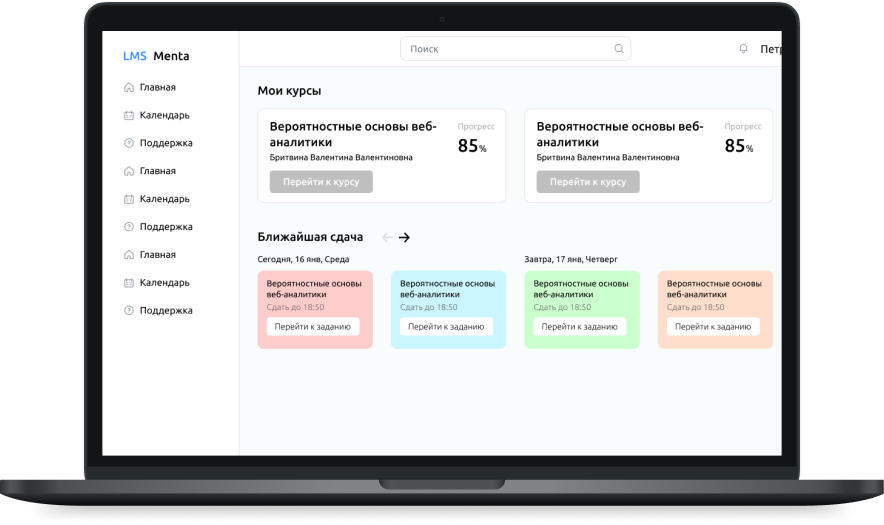 LMS Menta
Поиск
Петр
Главная
Календарь
Поддержка
Главная
Календарь
Поддержка
Главная
Календарь
Поддержка
Мои курсы
Вероятностные основы веб-
аналитики
Бритвина Валентина Валентиновна
Прогресс
85%
Перейти к курсу
Вероятностные основы веб-
аналитики
Бритвина Валентина Валентиновна
Прогресс
85%
Перейти к курсу
Ближайшая сдача
Сегодня, 16 янв, Среда
Вероятностные основы
веб-аналитики
Сдать до 18:50
Перейти к заданию
Вероятностные основы
веб-аналитики
Сдать до 18:50
Перейти к заданию
Завтра, 17 янв, Четверг
Вероятностные основы
веб-аналитики
Сдать до 18:50
Перейти к заданию
Вероятностные основы
веб-аналитики
Сдать до 18:50
Перейти к заданию